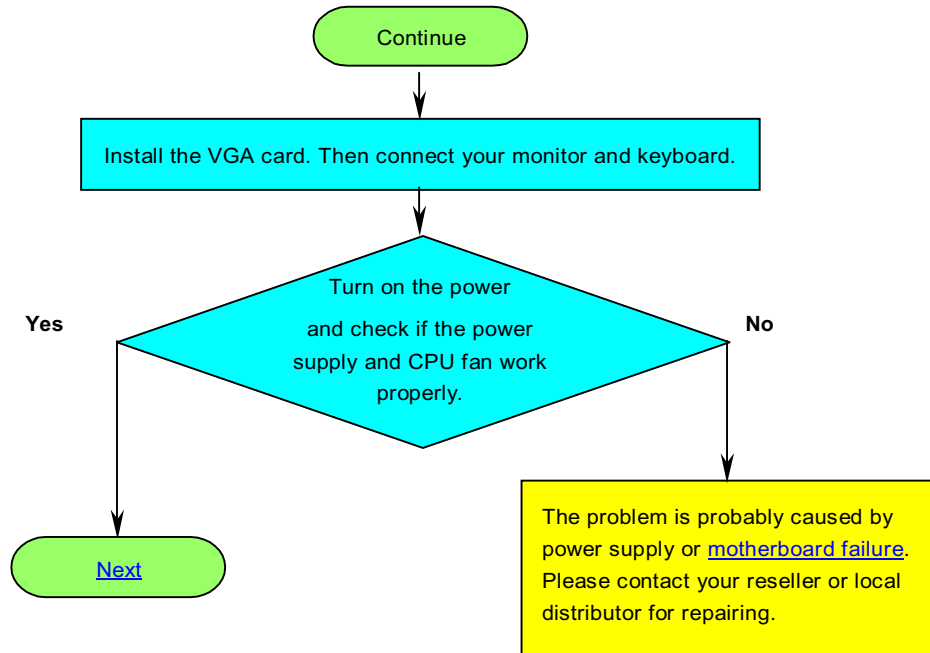 Continue
Install the VGA card. Then connect your monitor and keyboard.
Turn on the power
and check if the power
supply and CPU fan work
properly.
Yes
No
Next
The problem is probably caused by
power supply or motherboard failure.
Please contact your reseller or local
distributor for repairing.